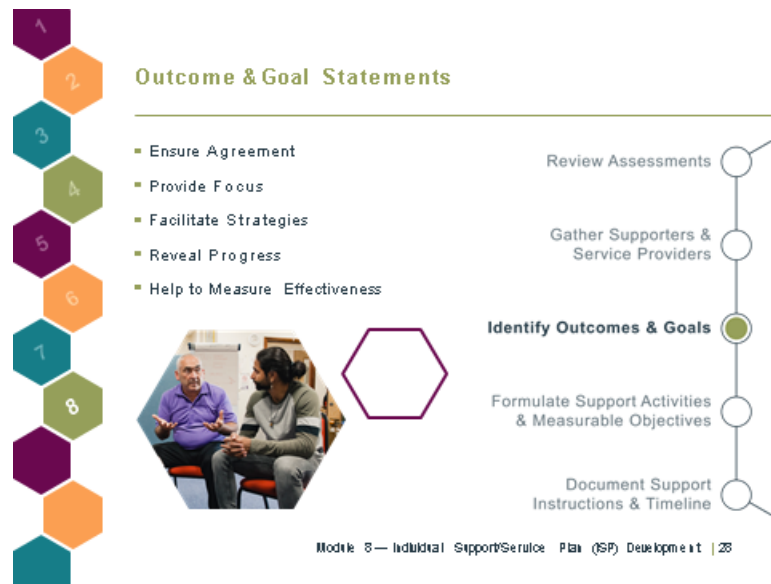 1
2
3
4
5
6
7
8
Outcome & Goal Statements
Ensure Agreement
Provide Focus
Facilitate Strategies
Reveal Progress
Help to Measure Effectiveness
Review Assessments
Gather Supporters &
Service Providers
Identify Outcomes & Goals
Formulate Support Activities
& Measurable Objectives
Document Support
Instructions & Timeline
Module 8— Individual Support/Service Plan (ISP) Development | 28